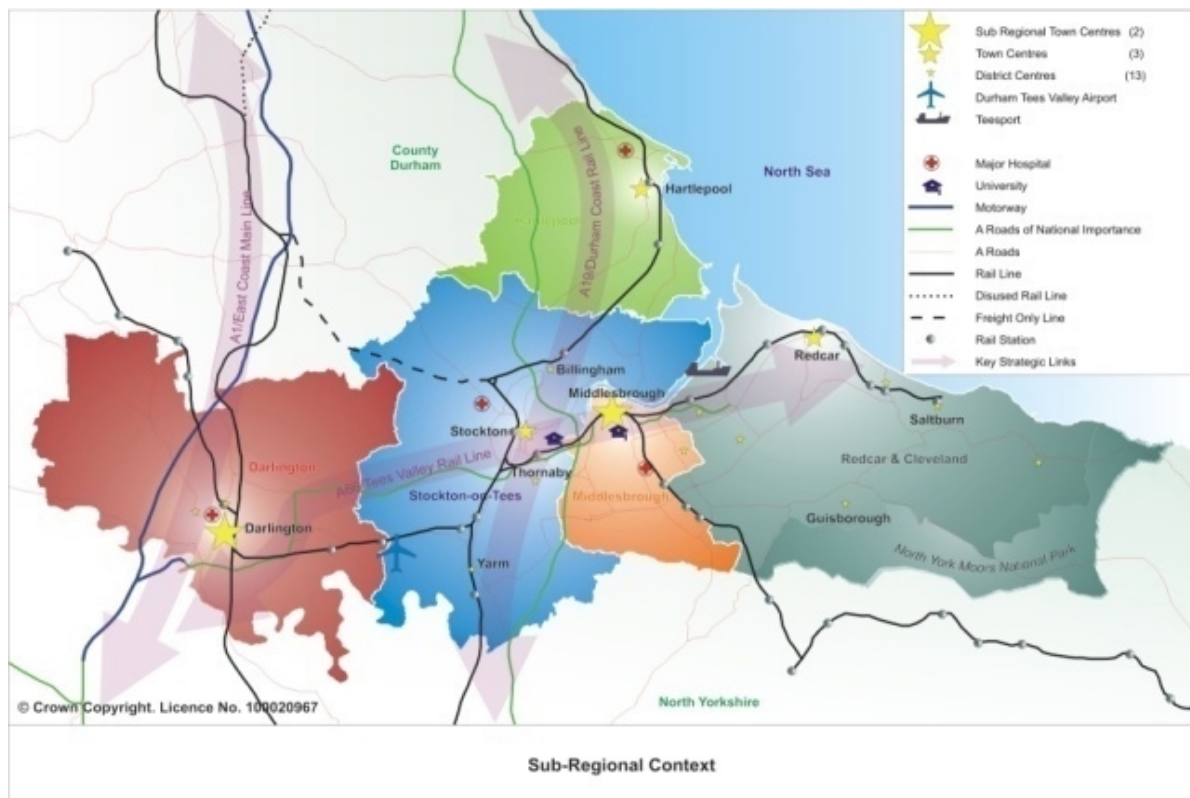 Sub Regional Town Centres (2)
Town Centres (3)
District Centres (13)
Durham Tees Valley Airport
Teesport
Major Hospital
University
Motorway
A Roads of National Importance
A Roads
Rail Line
Disused Rail Line
Freight Only Line
Rail Station
Key Strategic Links
County
Durham
North Sea
Hartlepool
Hartlepool
A1/East Coast Main Line
A19/Durham Coast Rail Line
Billingham
Redcar
Middlesbrough
Saltburn
Stockton
Thornaby
Redcar & Cleveland
Darlington
A66/Tees Valley Rail Line
Stockton-on-Tees
Middlesbrough
Guisborough
Darlington
North York Moors National Park
Yarm
North Yorkshire
© Crown Copyright. Licence No. 100020967
Sub-Regional Context